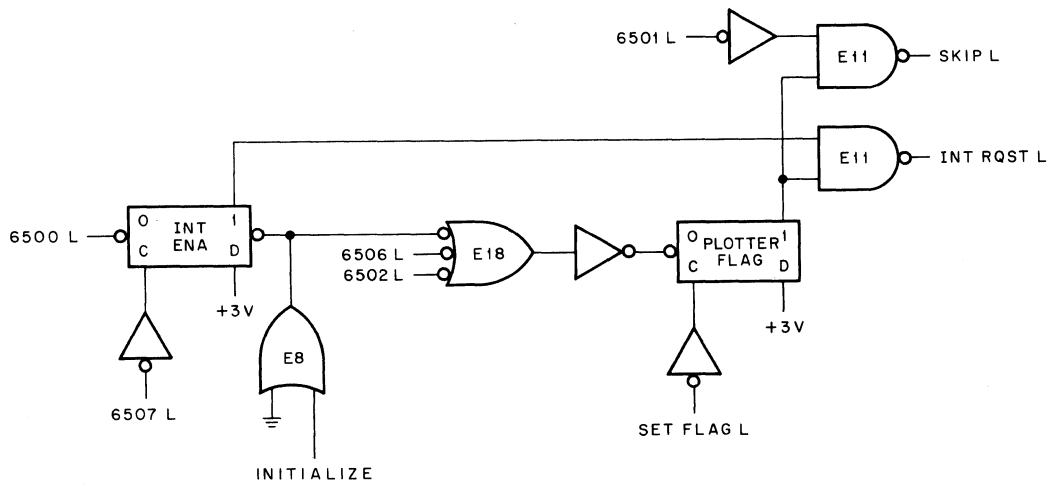 6501 L
E11
SKIP L
E11
INT RQST L
0 1
INT
ENA
C D
6500 L
+3V
6507 L
E8
INITIALIZE
6506 L
6502 L
E18
0 1
PLOTTER
FLAG
C D
+3V
SET FLAG L